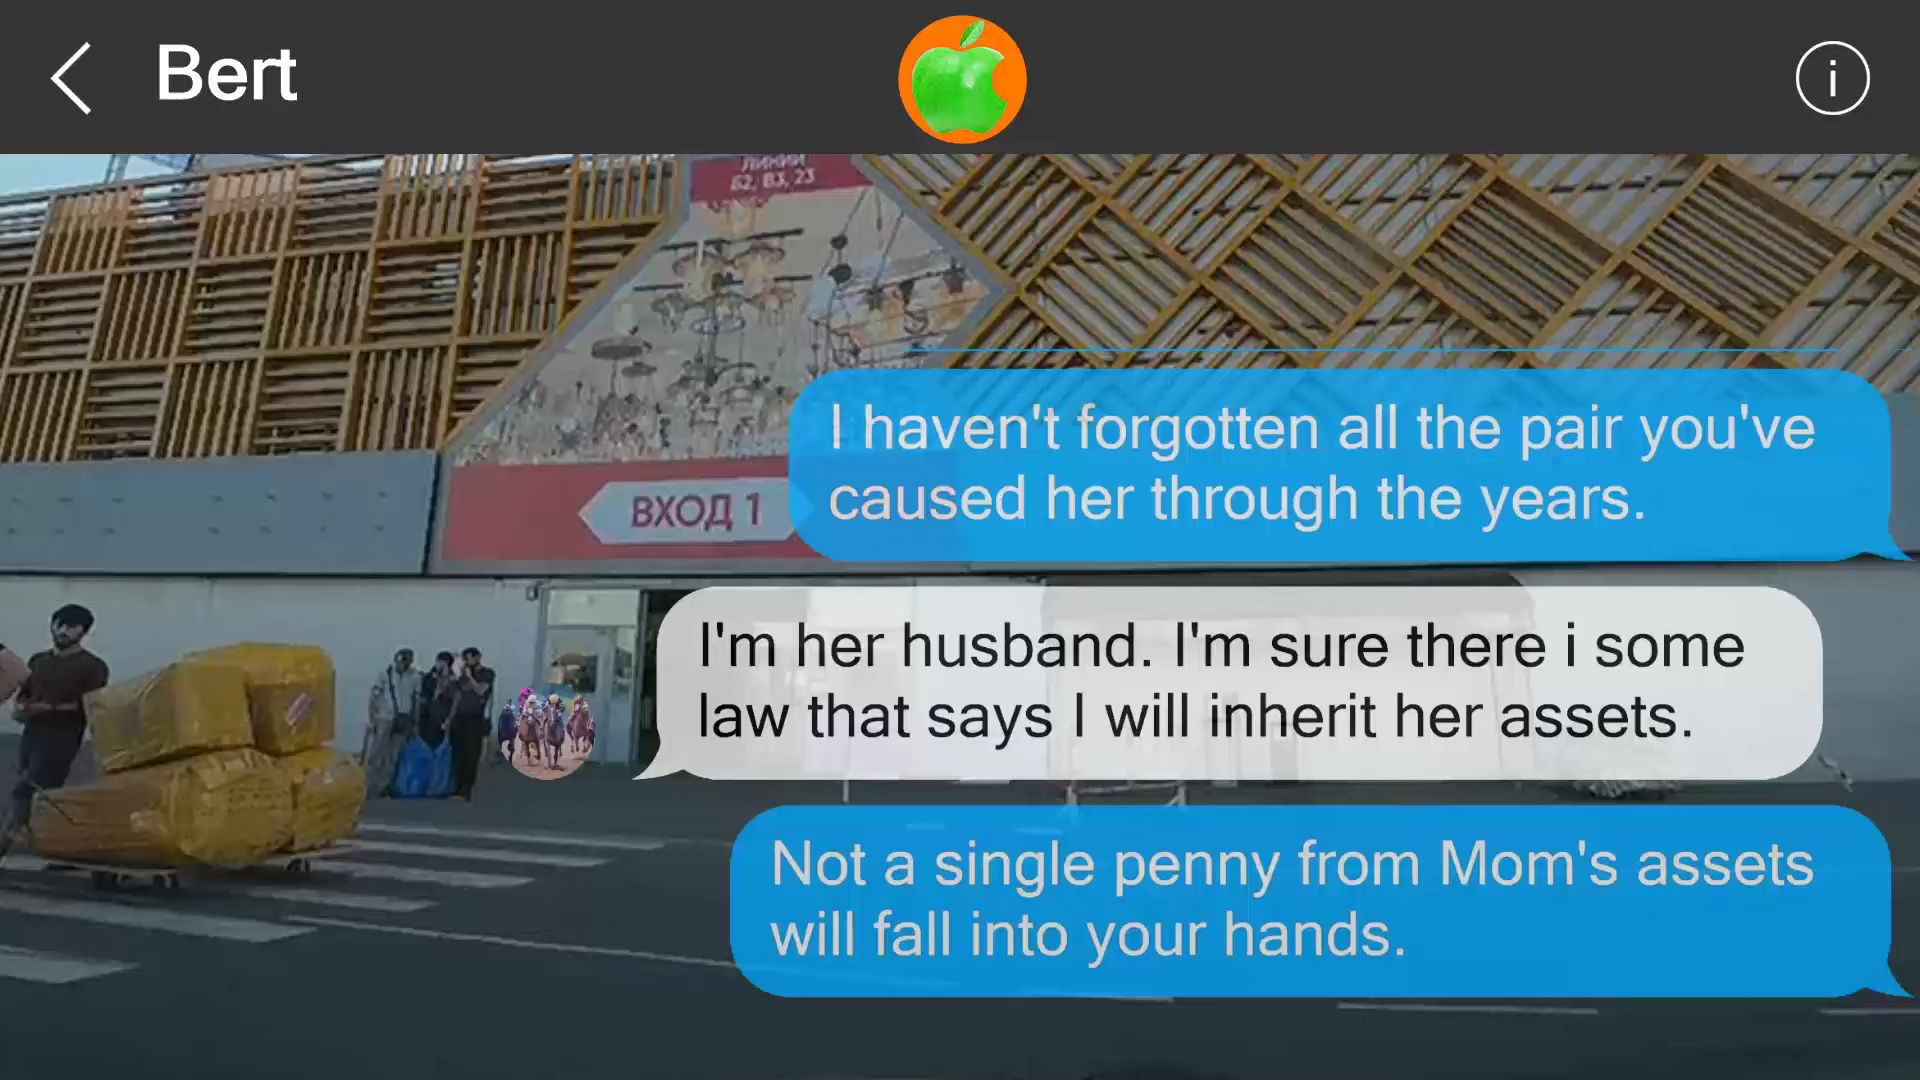 Bert
i
ЛИНИИ
Б2, В3, 23
ВХОД 1
I haven't forgotten all the pair you've
caused her through the years.
I'm her husband. I'm sure there i some
law that says I will inherit her assets.
Not a single penny from Mom's assets
will fall into your hands.